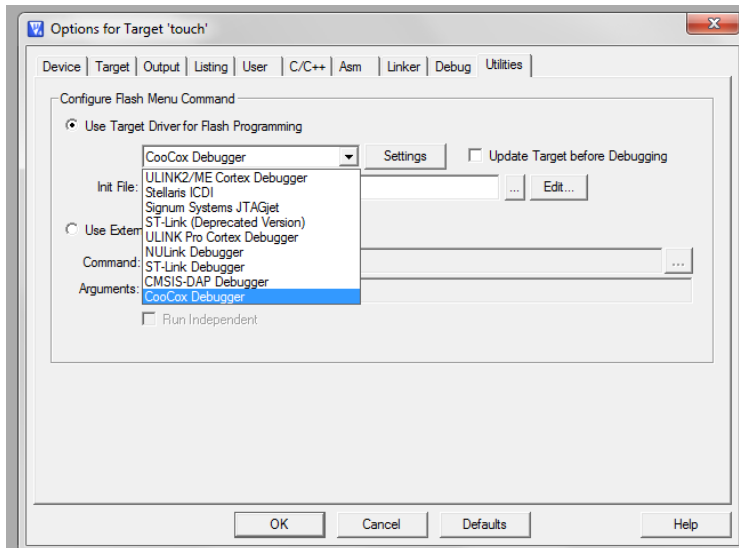 Options for Target 'touch'
Device Target Output Listing User C/C++ Asm Linker Debug Utilities
Configure Flash Menu Command
Use Target Driver for Flash Programming
CooCox Debugger Settings Update Target before Debugging
ULINK2/ME Cortex Debugger
Init File: Stellaris ICDI ... Edit...
Signum Systems JTAGjet
ST-Link (Deprecated Version)
Use Extern ULINK Pro Cortex Debugger
NULink Debugger
Command: ST-Link Debugger ...
CMSIS-DAP Debugger
Arguments: CooCox Debugger
Run Independent
OK Cancel Defaults Help